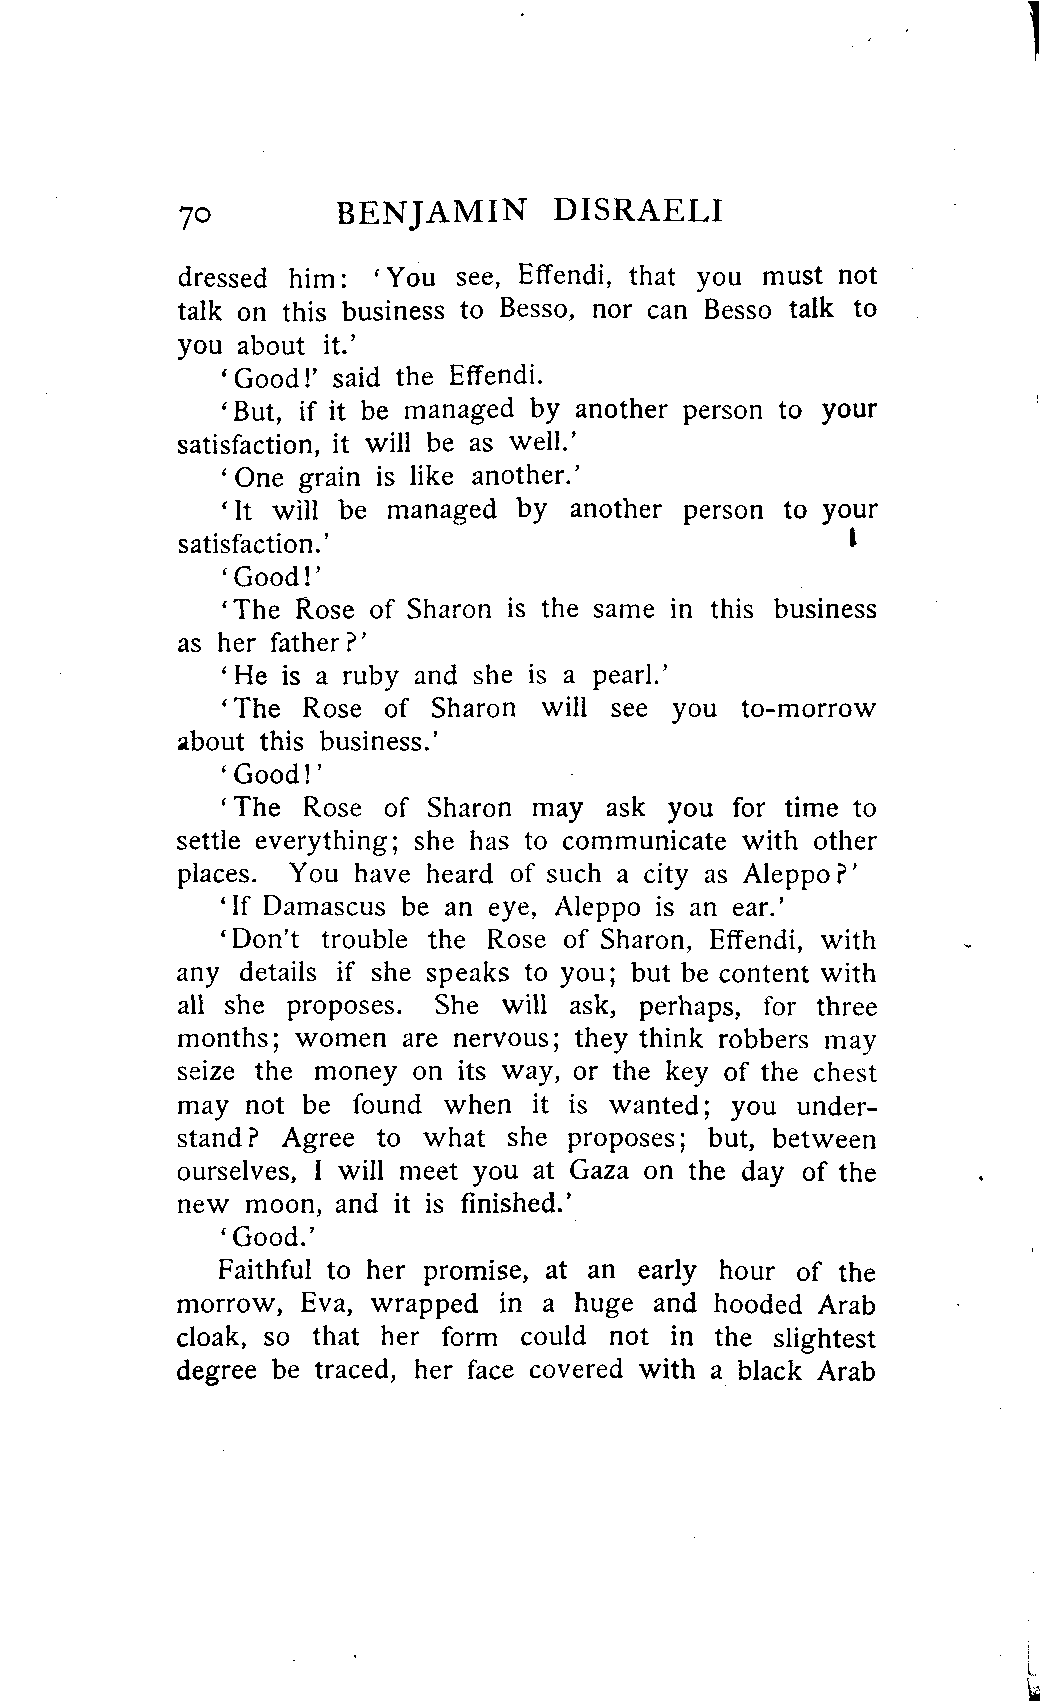 70 BENJAMIN DISRAELI
dressed him: ‘You see, Effendi, that you must not
talk on this business to Besso, nor can Besso talk to
you about it.’
‘Good!’ said the Effendi.
‘But, if it be managed by another person to your
satisfaction, it will be as well.’
‘One grain is like another.’
‘It will be managed by another person to your
satisfaction.’
‘Good!’
‘The Rose of Sharon is the same in this business
as her father?’
‘He is a ruby and she is a pearl.’
‘The Rose of Sharon will see you to-morrow
about this business.’
‘Good!’
‘The Rose of Sharon may ask you for time to
settle everything; she has to communicate with other
places. You have heard of such a city as Aleppo?’
‘If Damascus be an eye, Aleppo is an ear.’
‘Don’t trouble the Rose of Sharon, Effendi, with
any details if she speaks to you; but be content with
all she proposes. She will ask, perhaps, for three
months; women are nervous; they think robbers may
seize the money on its way, or the key of the chest
may not be found when it is wanted; you under-
stand? Agree to what she proposes; but, between
ourselves, I will meet you at Gaza on the day of the
new moon, and it is finished.’
‘Good.’
Faithful to her promise, at an early hour of the
morrow, Eva, wrapped in a huge and hooded Arab
cloak, so that her form could not in the slightest
degree be traced, her face covered with a black Arab